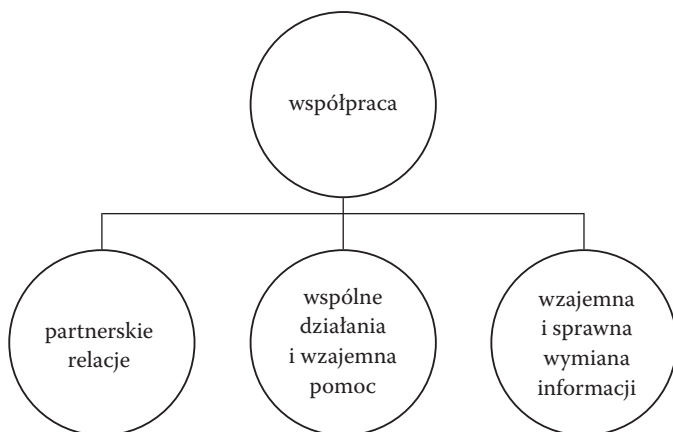 współpraca
partnerskie
relacje
wspólne
działania
i wzajemna
pomoc
wzajemna
i sprawna
wymiana
informacji